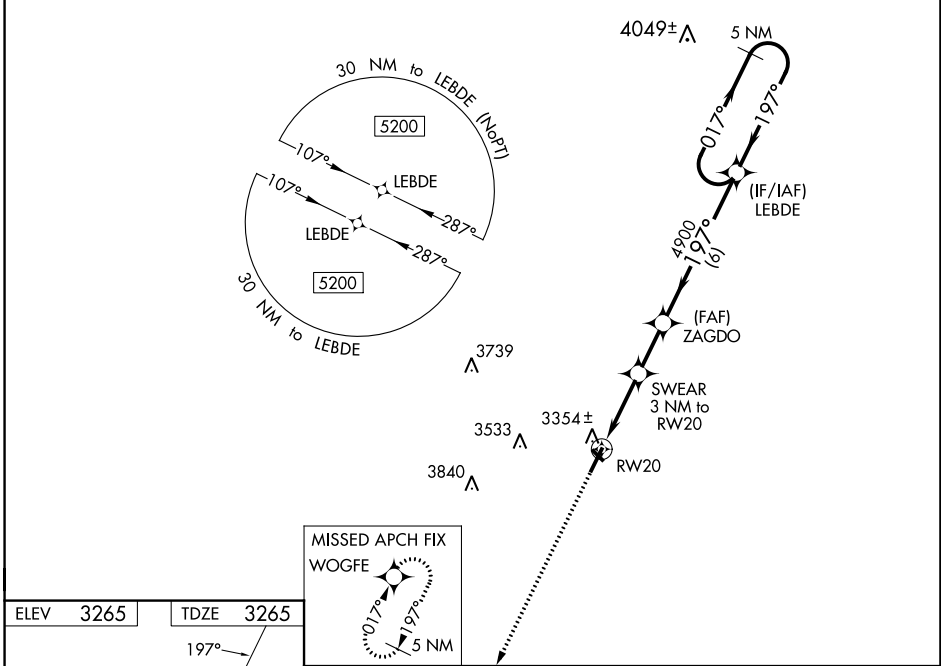 4049±
5 NM
30 NM to LEBDE (NoPT)
5200
107°
LEBDE
287°
107°
LEBDE
287°
5200
30 NM to LEBDE
017°
197°
(IF/IAF)
LEBDE
4900
197°
(6)
(FAF)
ZAGDO
SWEAR
3 NM to
RW20
3739
3533
3354±
3840
RW20
MISSED APCH FIX
WOGFE
017°
197°
5 NM
ELEV 3265
TDZE 3265
197°